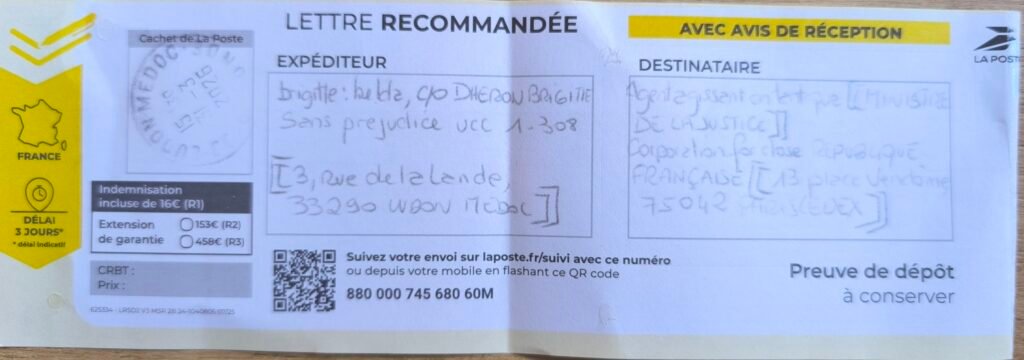 LETTRE RECOMMANDÉE
AVEC AVIS DE RÉCEPTION
LA POSTE
Cachet de La Poste
FRANCE
DÉLAI
3 JOURS*
* délai indicatif
Indemnisation
incluse de 16€ (R1)
Extension
de garantie
153€ (R2)
458€ (R3)
CRBT :
Prix :
EXPÉDITEUR
brigitte: belda, c/o DHERON BRIGITTE
Sans prejudice UCC 1-308
[[3, rue de la Lande,
33290 LUDON MÉDOC]]
DESTINATAIRE
Agent agissant en tant que [[MINISTRE
DE LA JUSTICE]]
Corporation for close REPUBLIQUE
FRANÇAISE [[13 place Vendôme
75042 PARIS CEDEX]]
Suivez votre envoi sur laposte.fr/suivi avec ce numéro
ou depuis votre mobile en flashant ce QR code
880 000 745 680 60M
Preuve de dépôt
à conserver